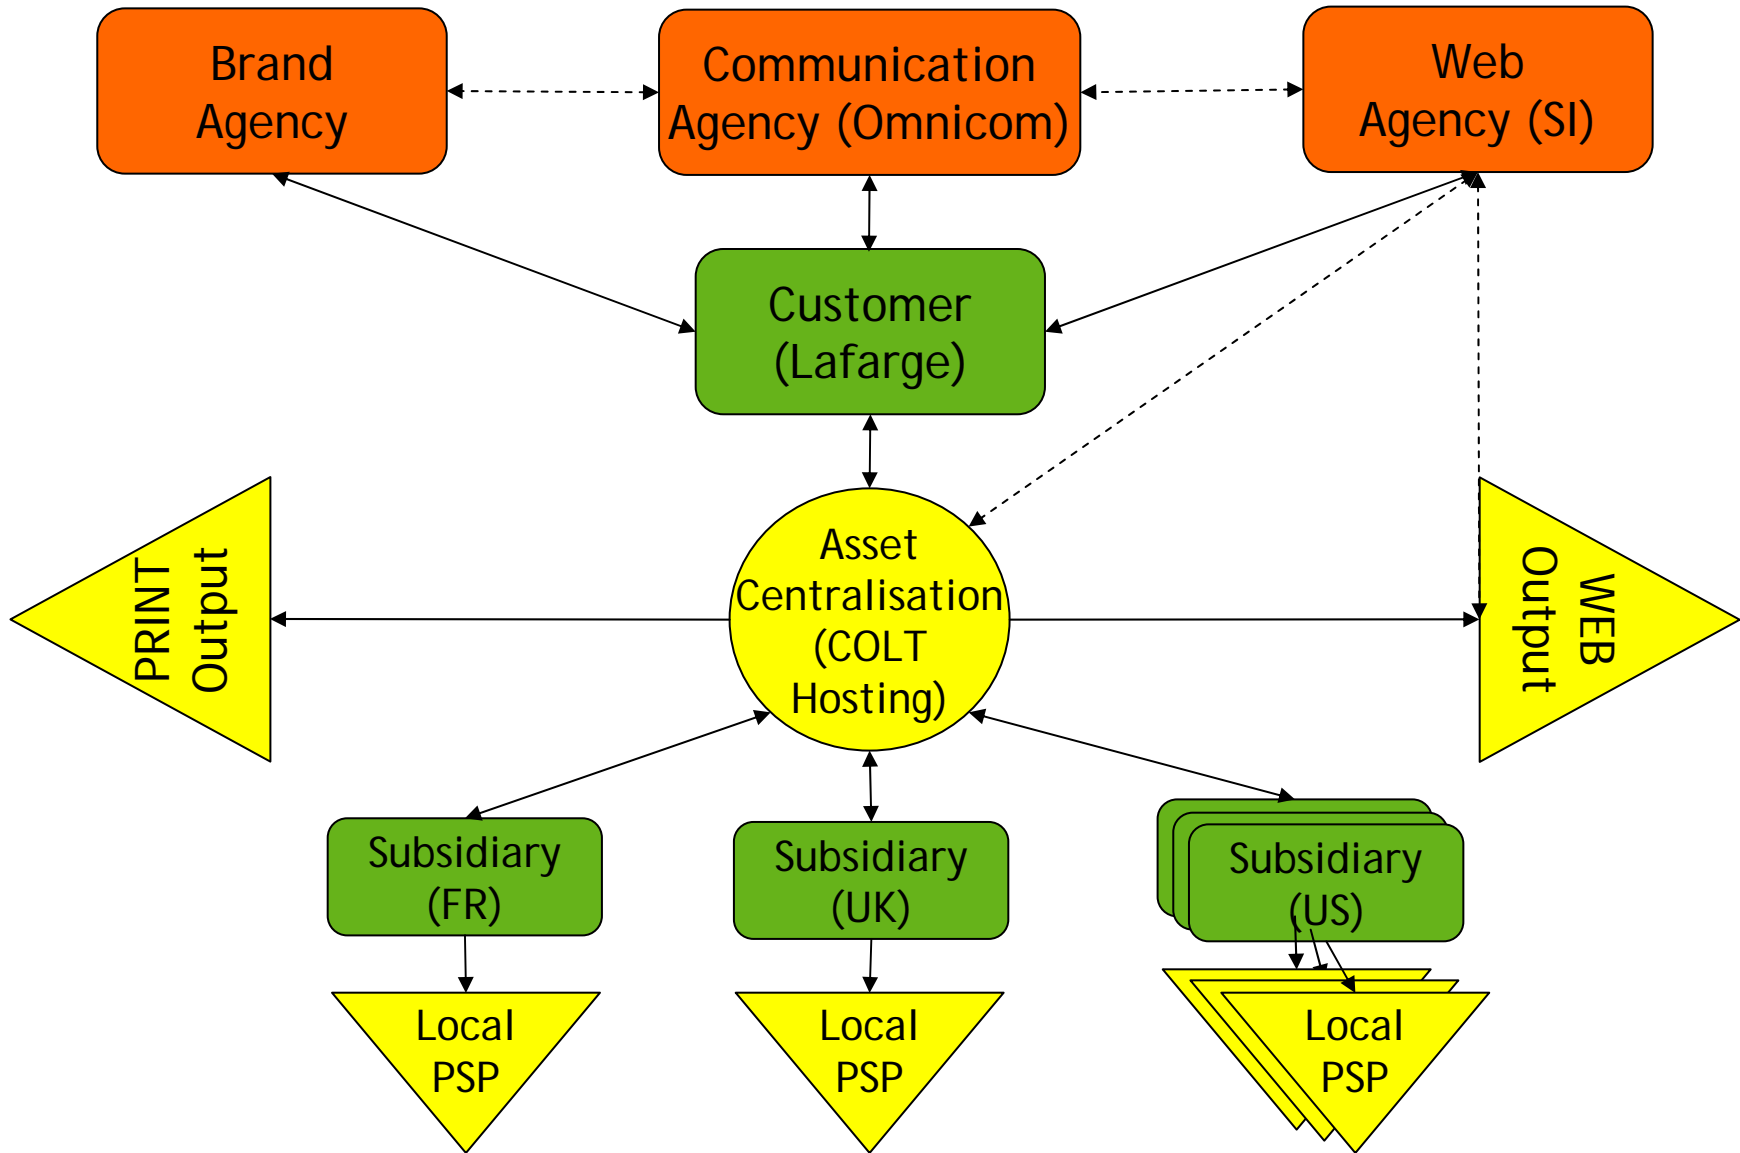 Brand
Agency
Communication
Agency (Omnicom)
Web
Agency (SI)
Customer
(Lafarge)
PRINT
Output
Asset
Centralisation
(COLT
Hosting)
WEB
Output
Subsidiary
(FR)
Subsidiary
(UK)
Subsidiary
(US)
Local
PSP
Local
PSP
Local
PSP